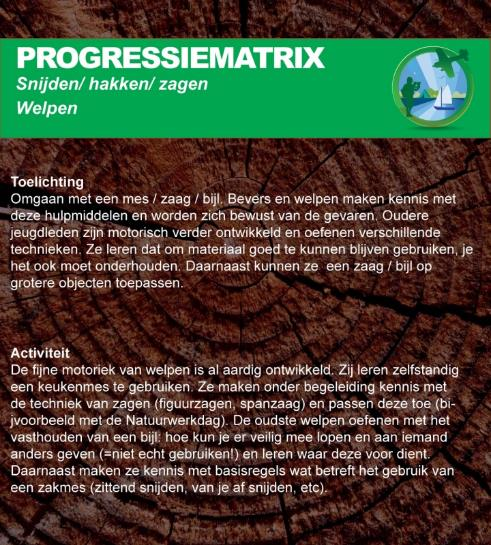 PROGRESSIEMATRIX
Snijden/ hakken/ zagen
Welpen
Toelichting
Omgaan met een mes / zaag / bijl. Bevers en welpen maken kennis met
deze hulpmiddelen en worden zich bewust van de gevaren. Oudere
jeugdleden zijn motorisch verder ontwikkeld en oefenen verschillende
technieken. Ze leren dat om materiaal goed te kunnen blijven gebruiken, je
het ook moet onderhouden. Daarnaast kunnen ze  een zaag / bijl op
grotere objecten toepassen.
Activiteit
De fijne motoriek van welpen is al aardig ontwikkeld. Zij leren zelfstandig
een keukenmes te gebruiken. Ze maken onder begeleiding kennis met
de techniek van zagen (figuurzagen, spanzaag) en passen deze toe (bi-
jvoorbeeld met de Natuurwerkdag). De oudste welpen oefenen met het
vasthouden van een bijl: hoe kun je er veilig mee lopen en aan iemand
anders geven (=niet echt gebruiken!) en leren waar deze voor dient.
Daarnaast maken ze kennis met basisregels wat betreft het gebruik van
een zakmes (zittend snijden, van je af snijden, etc).